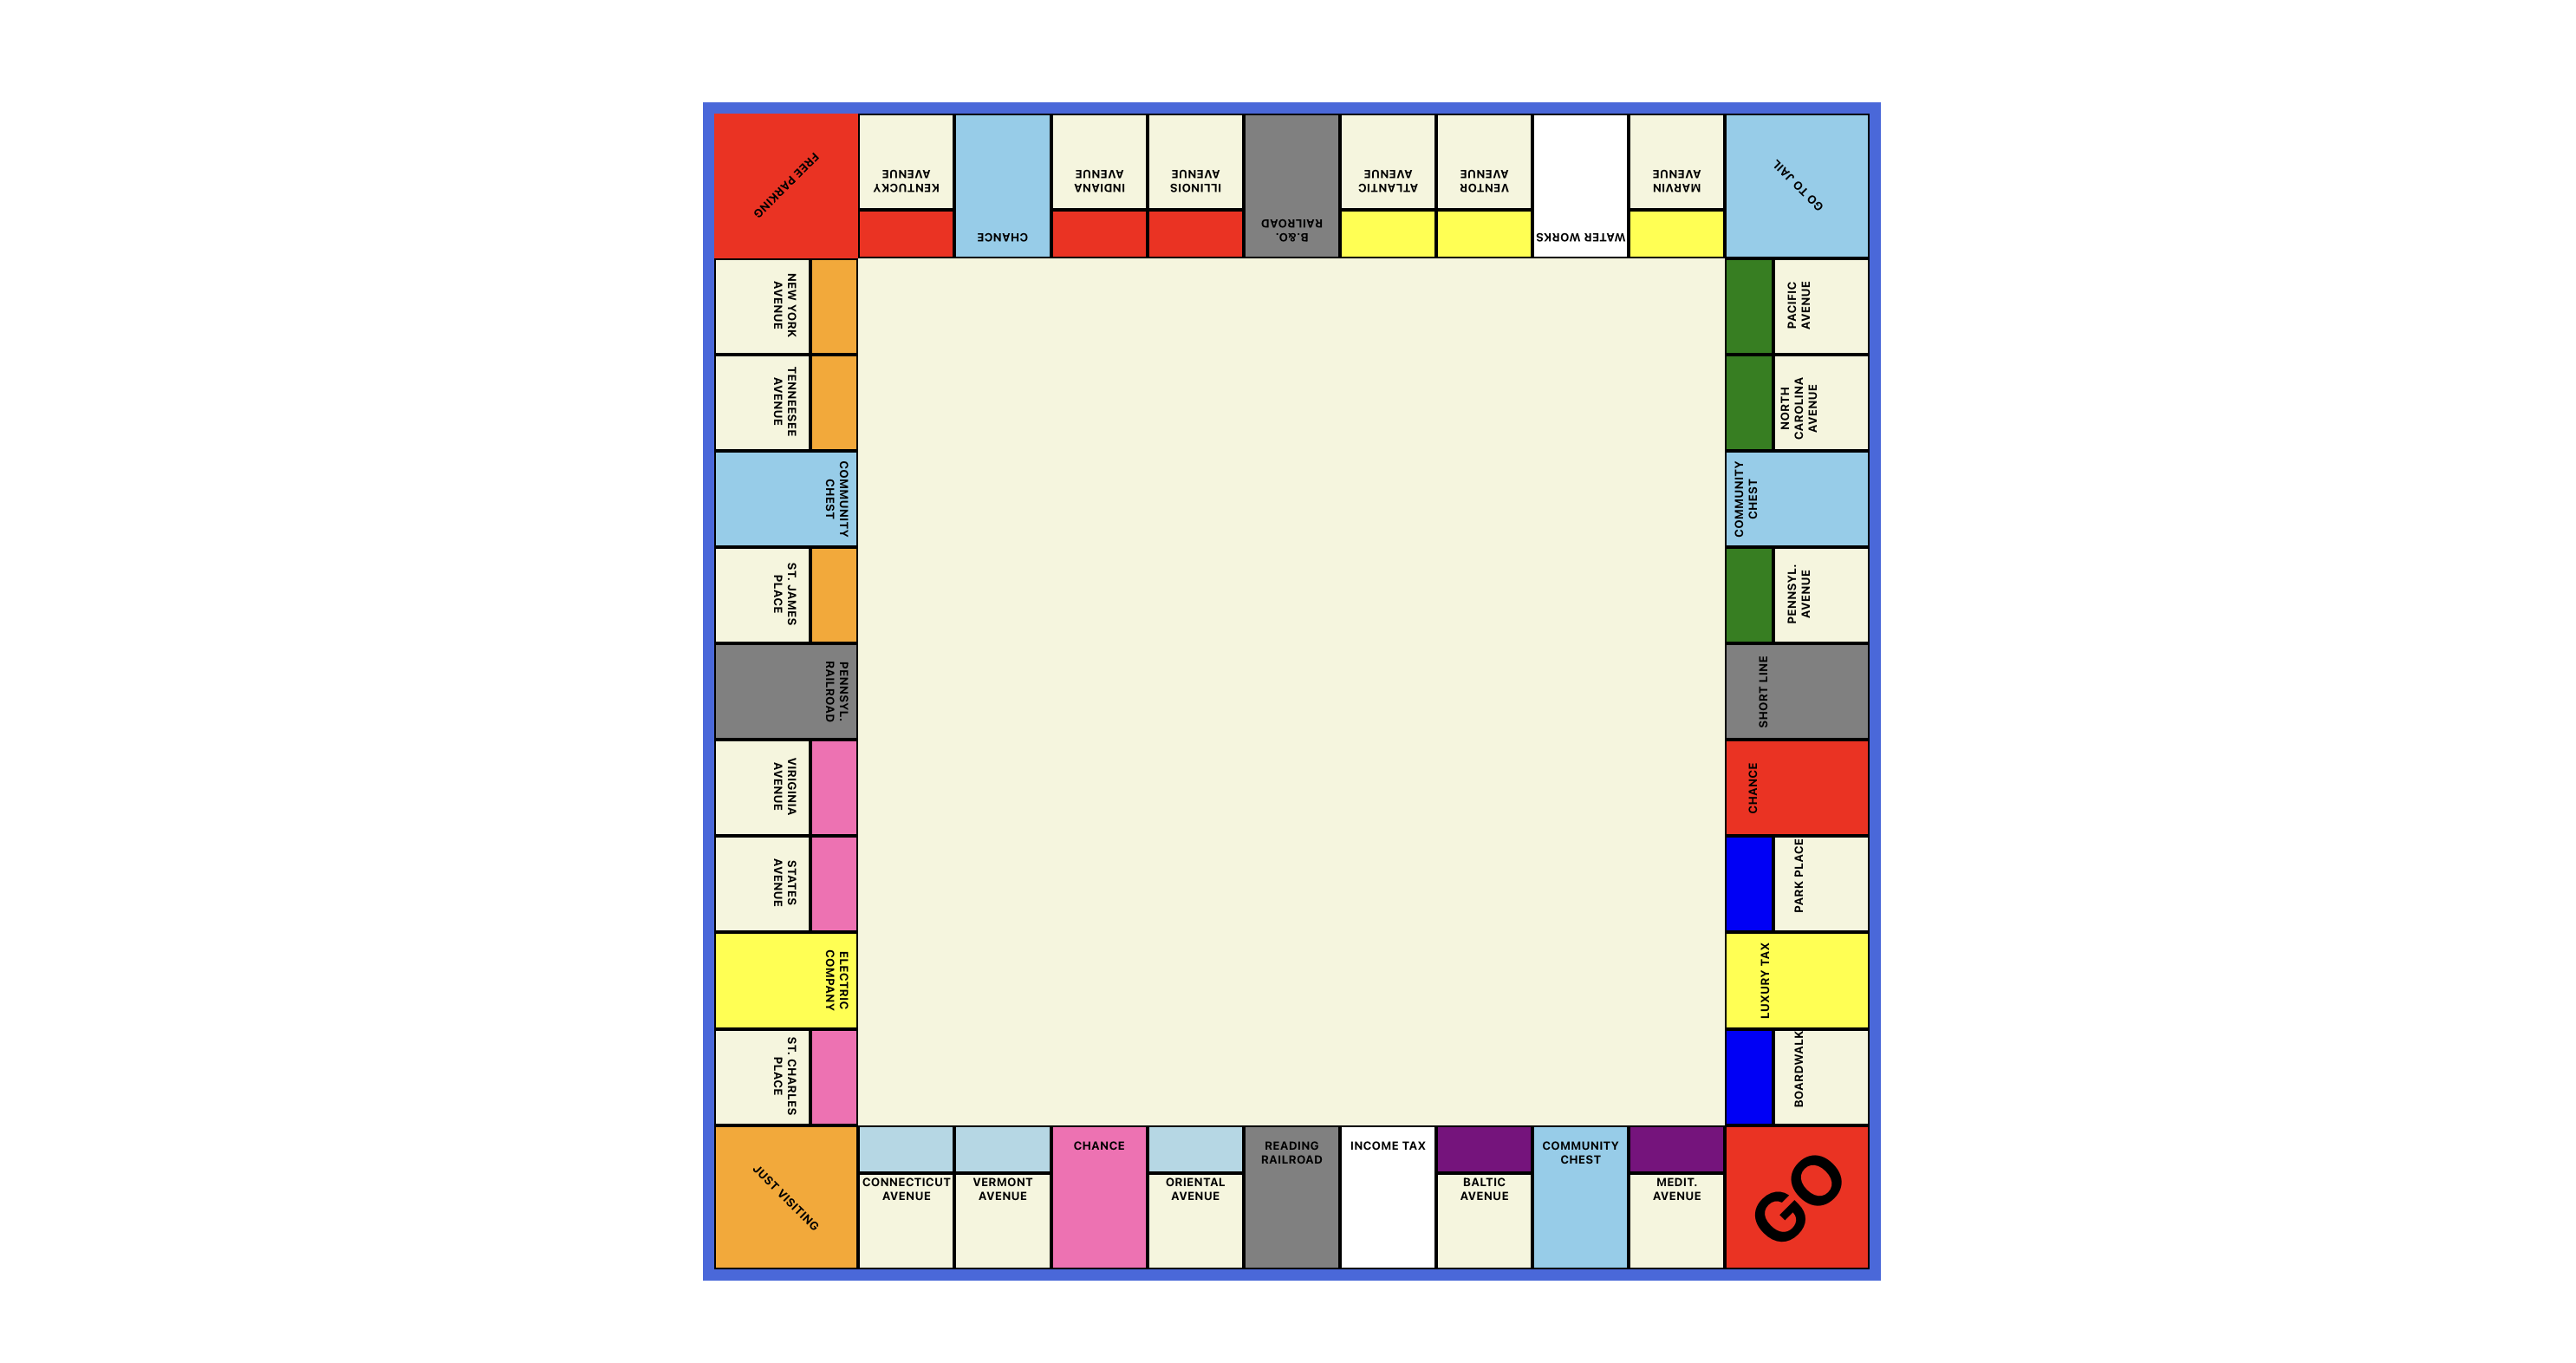 FREE PARKING
KENTUCKY
AVENUE
CHANCE
INDIANA
AVENUE
ILLINOIS
AVENUE
B.&O.
RAILROAD
ATLANTIC
AVENUE
VENTOR
AVENUE
WATER WORKS
MARVIN
AVENUE
GO TO JAIL
PACIFIC
AVENUE
NORTH
CAROLINA
AVENUE
COMMUNITY
CHEST
PENNSYL.
AVENUE
SHORT LINE
CHANCE
PARK PLACE
LUXURY TAX
BOARDWALK
GO
MEDIT.
AVENUE
COMMUNITY
CHEST
BALTIC
AVENUE
INCOME TAX
READING
RAILROAD
ORIENTAL
AVENUE
CHANCE
VERMONT
AVENUE
CONNECTICUT
AVENUE
JUST VISITING
ST. CHARLES
PLACE
ELECTRIC
COMPANY
STATES
AVENUE
VIRIGINIA
AVENUE
PENNSYL.
RAILROAD
ST. JAMES
PLACE
COMMUNITY
CHEST
TENNEESEE
AVENUE
NEW YORK
AVENUE